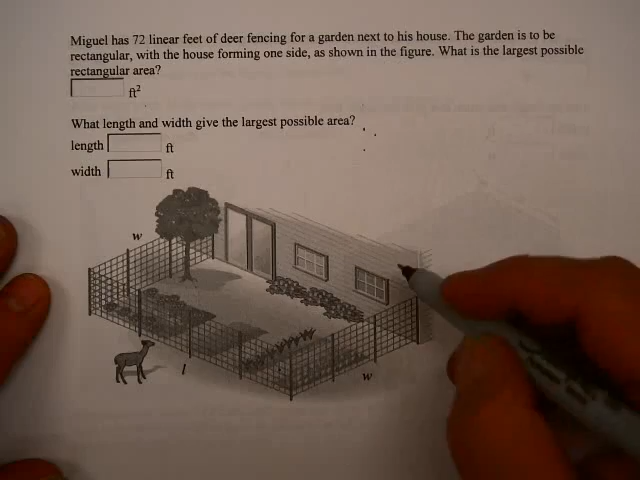 Miguel has 72 linear feet of deer fencing for a garden next to his house. The garden is to be
rectangular, with the house forming one side, as shown in the figure. What is the largest possible
rectangular area?
ft²
What length and width give the largest possible area?
length ft
width ft
w
l
w